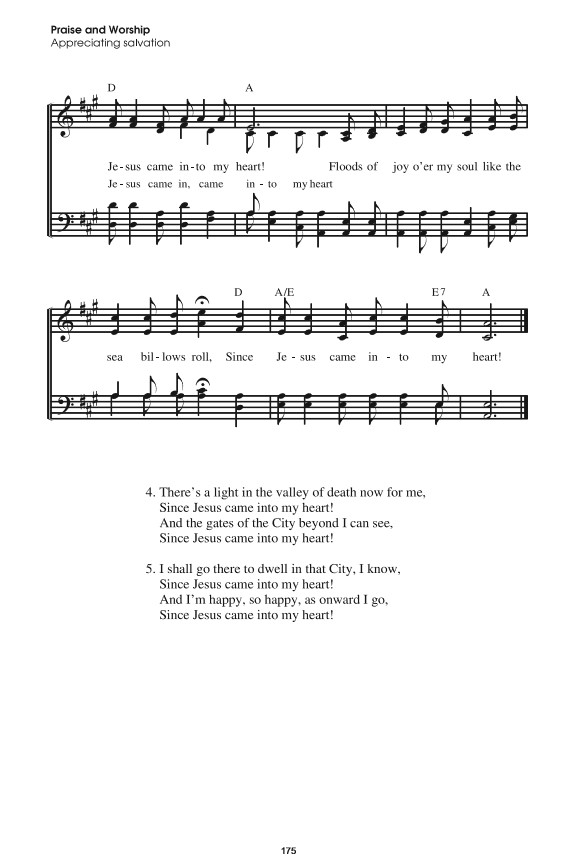 Praise and Worship
Appreciating salvation
D A
Je - sus came in - to my heart! Floods of joy o'er my soul like the
Je - sus came in, came in - to my heart
D A/E E7 A
sea bil - lows roll, Since Je - sus came in - to my heart!
4. There's a light in the valley of death now for me,
Since Jesus came into my heart!
And the gates of the City beyond I can see,
Since Jesus came into my heart!
5. I shall go there to dwell in that City, I know,
Since Jesus came into my heart!
And I'm happy, so happy, as onward I go,
Since Jesus came into my heart!
175